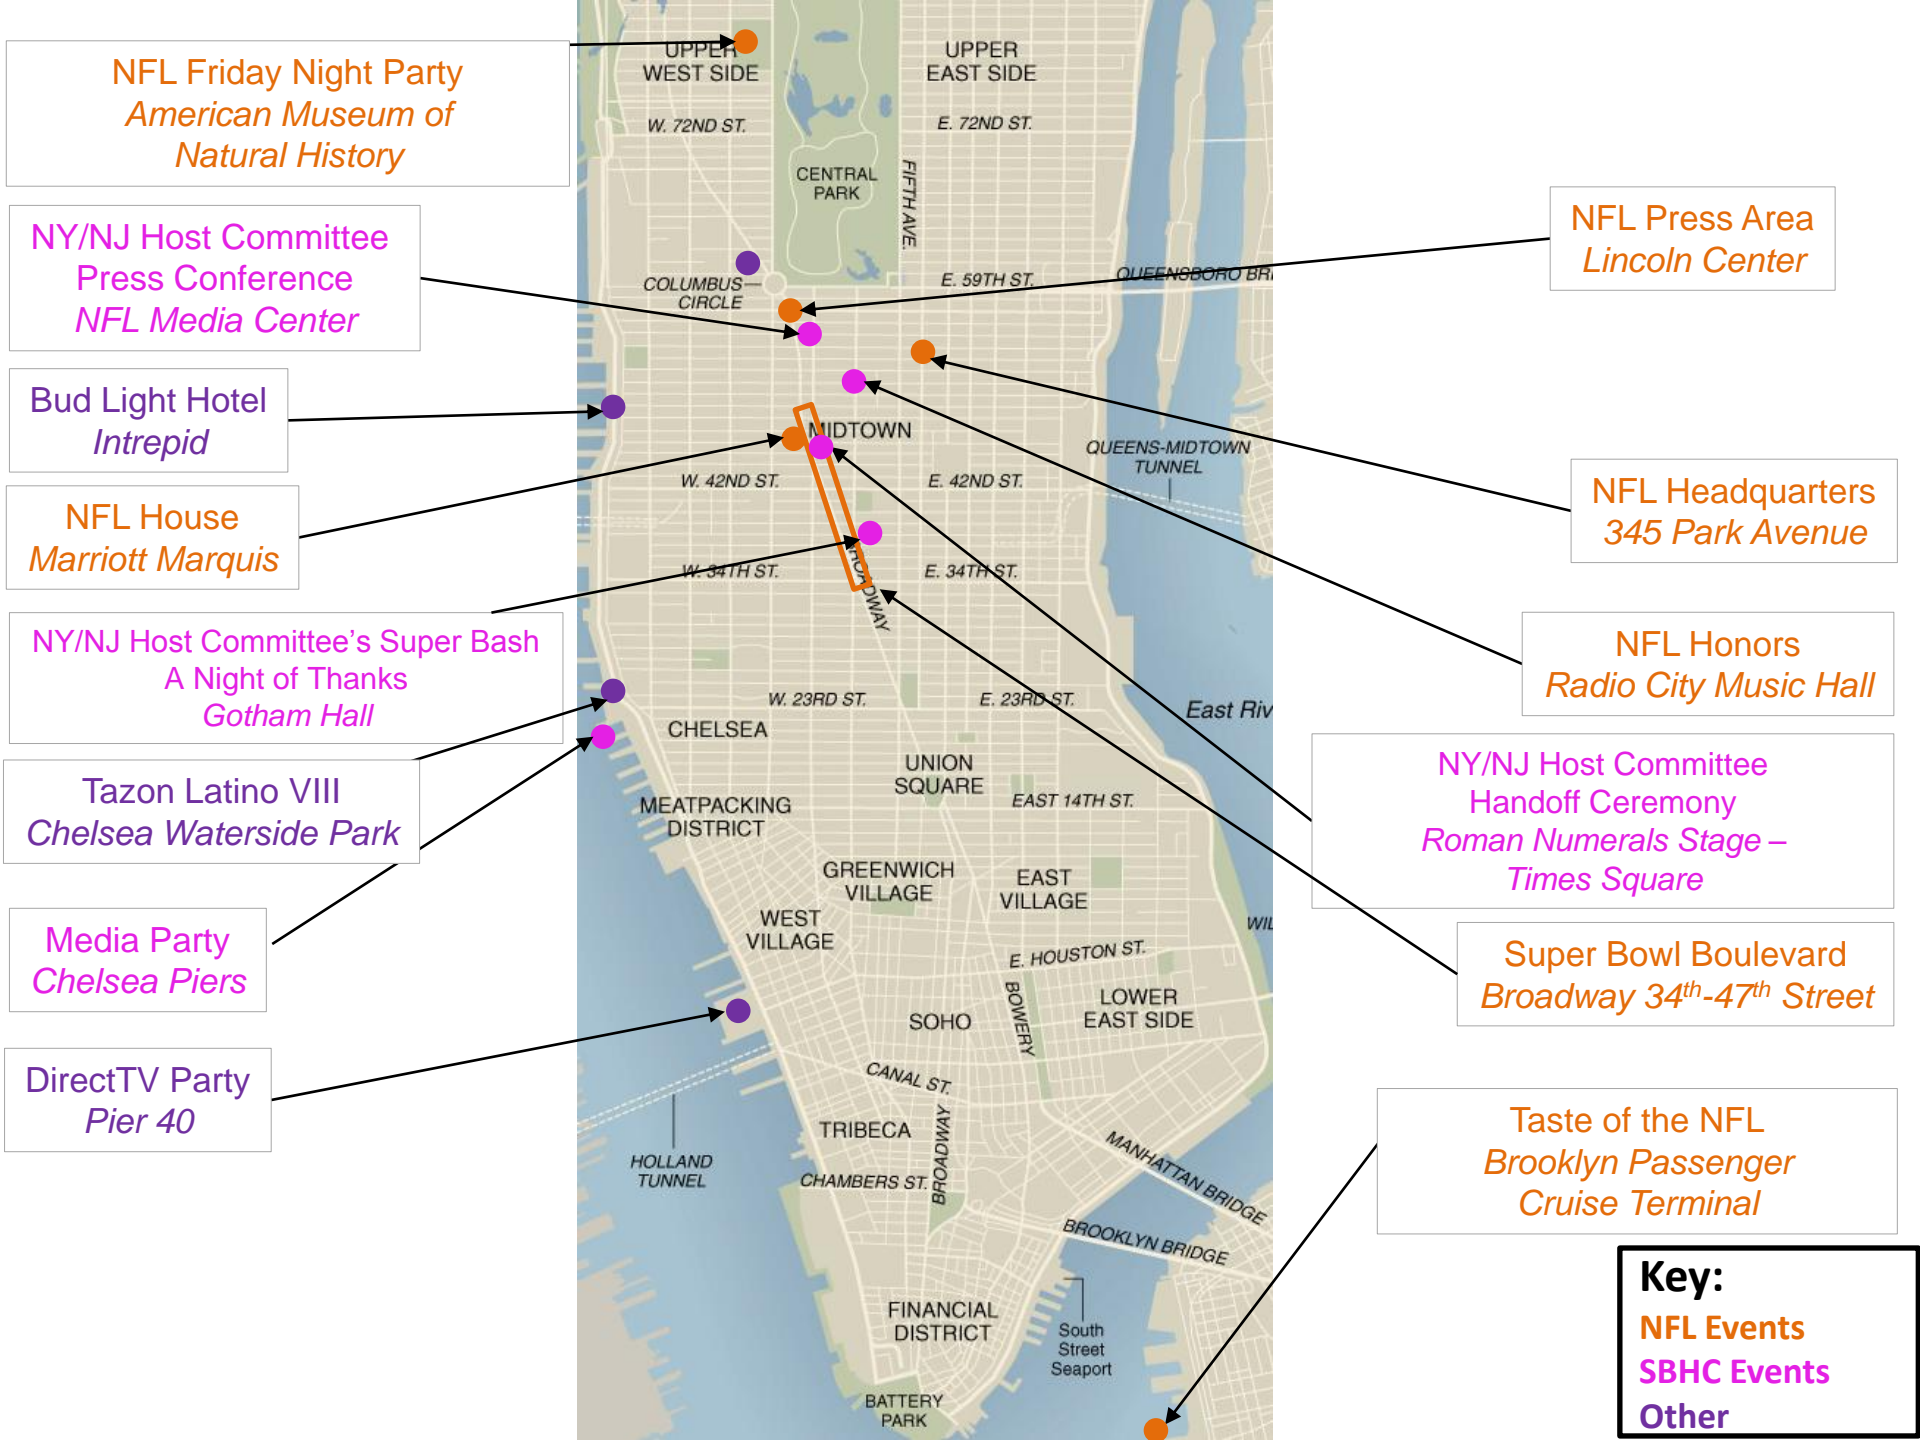 NFL Friday Night Party
American Museum of
Natural History
NY/NJ Host Committee
Press Conference
NFL Media Center
Bud Light Hotel
Intrepid
NFL House
Marriott Marquis
NY/NJ Host Committee’s Super Bash
A Night of Thanks
Gotham Hall
Tazon Latino VIII
Chelsea Waterside Park
Media Party
Chelsea Piers
DirectTV Party
Pier 40
UPPER
WEST SIDE
UPPER
EAST SIDE
W. 72ND ST.
E. 72ND ST.
CENTRAL
PARK
FIFTH AVE.
COLUMBUS
CIRCLE
E. 59TH ST.
QUEENSBORO BRI
MIDTOWN
QUEENS-MIDTOWN
TUNNEL
W. 42ND ST.
E. 42ND ST.
W. 34TH ST.
E. 34TH ST.
BROADWAY
W. 23RD ST.
E. 23RD ST.
East Riv
CHELSEA
UNION
SQUARE
MEATPACKING
DISTRICT
EAST 14TH ST.
GREENWICH
VILLAGE
EAST
VILLAGE
WEST
VILLAGE
WIL
E. HOUSTON ST.
BOWERY
LOWER
EAST SIDE
SOHO
CANAL ST.
TRIBECA
BROADWAY
MANHATTAN BRIDGE
HOLLAND
TUNNEL
CHAMBERS ST.
BROOKLYN BRIDGE
FINANCIAL
DISTRICT
South
Street
Seaport
BATTERY
PARK
NFL Press Area
Lincoln Center
NFL Headquarters
345 Park Avenue
NFL Honors
Radio City Music Hall
NY/NJ Host Committee
Handoff Ceremony
Roman Numerals Stage –
Times Square
Super Bowl Boulevard
Broadway 34th-47th Street
Taste of the NFL
Brooklyn Passenger
Cruise Terminal
Key:
NFL Events
SBHC Events
Other